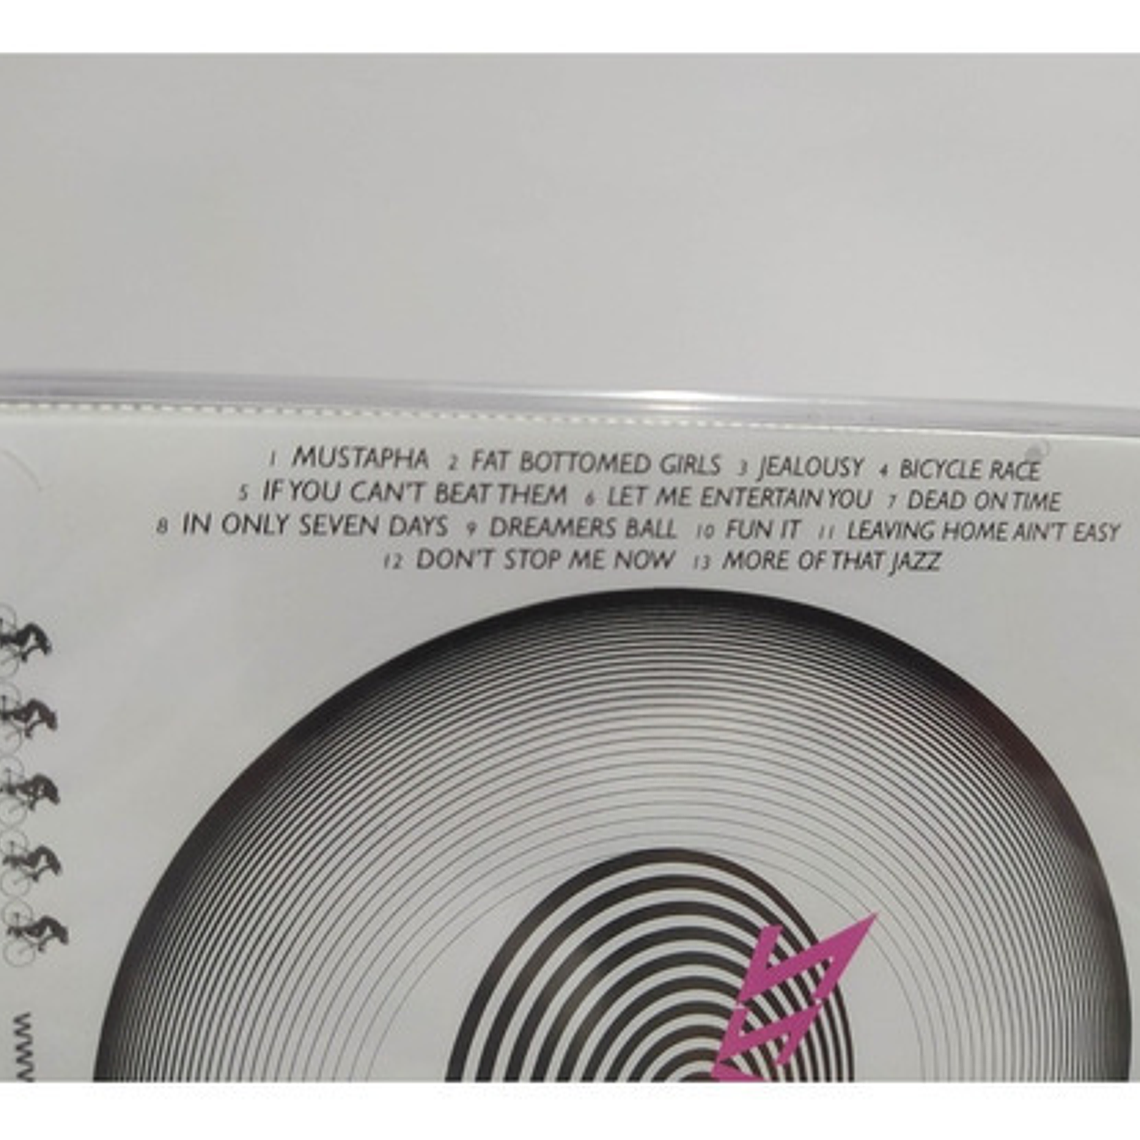 1 MUSTAPHA 2 FAT BOTTOMED GIRLS 3 JEALOUSY 4 BICYCLE RACE
5 IF YOU CAN'T BEAT THEM 6 LET ME ENTERTAIN YOU 7 DEAD ON TIME
8 IN ONLY SEVEN DAYS 9 DREAMERS BALL 10 FUN IT 11 LEAVING HOME AIN'T EASY
12 DON'T STOP ME NOW 13 MORE OF THAT JAZZ
www